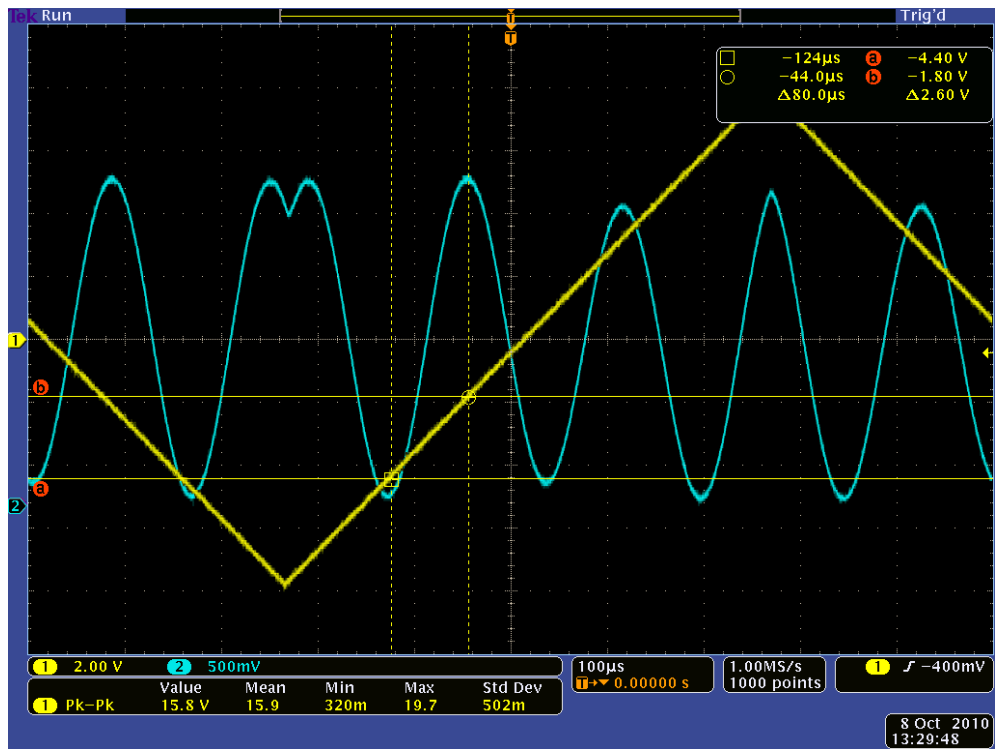 Tek Run Trig'd
T
T
−124µs a −4.40 V
−44.0µs b −1.80 V
Δ80.0µs Δ2.60 V
1
b
a
2
1 2.00 V 2 500mV
100µs
T→▼ 0.00000 s
1.00MS/s
1000 points
1 ∫ −400mV
Value Mean Min Max Std Dev
1 Pk−Pk 15.8 V 15.9 320m 19.7 502m
8 Oct 2010
13:29:48